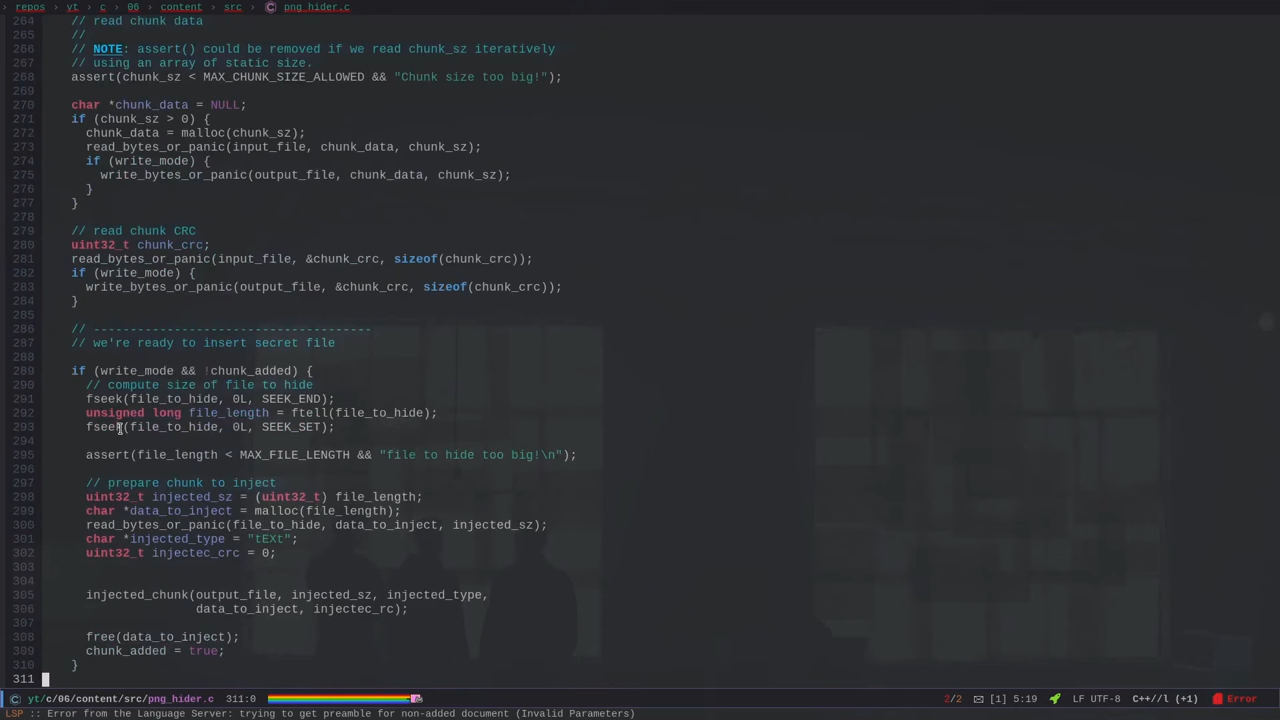 repos > yt > c > 06 > content > src > png_hider.c
264 // read chunk data
265 //
266 // NOTE: assert() could be removed if we read chunk_sz iteratively
267 // using an array of static size.
268 assert(chunk_sz < MAX_CHUNK_SIZE_ALLOWED && "Chunk size too big!");
269
270 char *chunk_data = NULL;
271 if (chunk_sz > 0) {
272 chunk_data = malloc(chunk_sz);
273 read_bytes_or_panic(input_file, chunk_data, chunk_sz);
274 if (write_mode) {
275 write_bytes_or_panic(output_file, chunk_data, chunk_sz);
276 }
277 }
278
279 // read chunk CRC
280 uint32_t chunk_crc;
281 read_bytes_or_panic(input_file, &chunk_crc, sizeof(chunk_crc));
282 if (write_mode) {
283 write_bytes_or_panic(output_file, &chunk_crc, sizeof(chunk_crc));
284 }
285
286 // --------------------------------------
287 // we're ready to insert secret file
288
289 if (write_mode && !chunk_added) {
290 // compute size of file to hide
291 fseek(file_to_hide, 0L, SEEK_END);
292 unsigned long file_length = ftell(file_to_hide);
293 fseek(file_to_hide, 0L, SEEK_SET);
294
295 assert(file_length < MAX_FILE_LENGTH && "file to hide too big!\n");
296
297 // prepare chunk to inject
298 uint32_t injected_sz = (uint32_t) file_length;
299 char *data_to_inject = malloc(file_length);
300 read_bytes_or_panic(file_to_hide, data_to_inject, injected_sz);
301 char *injected_type = "tEXt";
302 uint32_t injectec_crc = 0;
303
304
305 injected_chunk(output_file, injected_sz, injected_type,
306 data_to_inject, injectec_rc);
307
308 free(data_to_inject);
309 chunk_added = true;
310 }
311
yt/c/06/content/src/png_hider.c 311:0 2/2 [1] 5:19 LF UTF-8 C++//l (+1) Error
LSP :: Error from the Language Server: trying to get preamble for non-added document (Invalid Parameters)